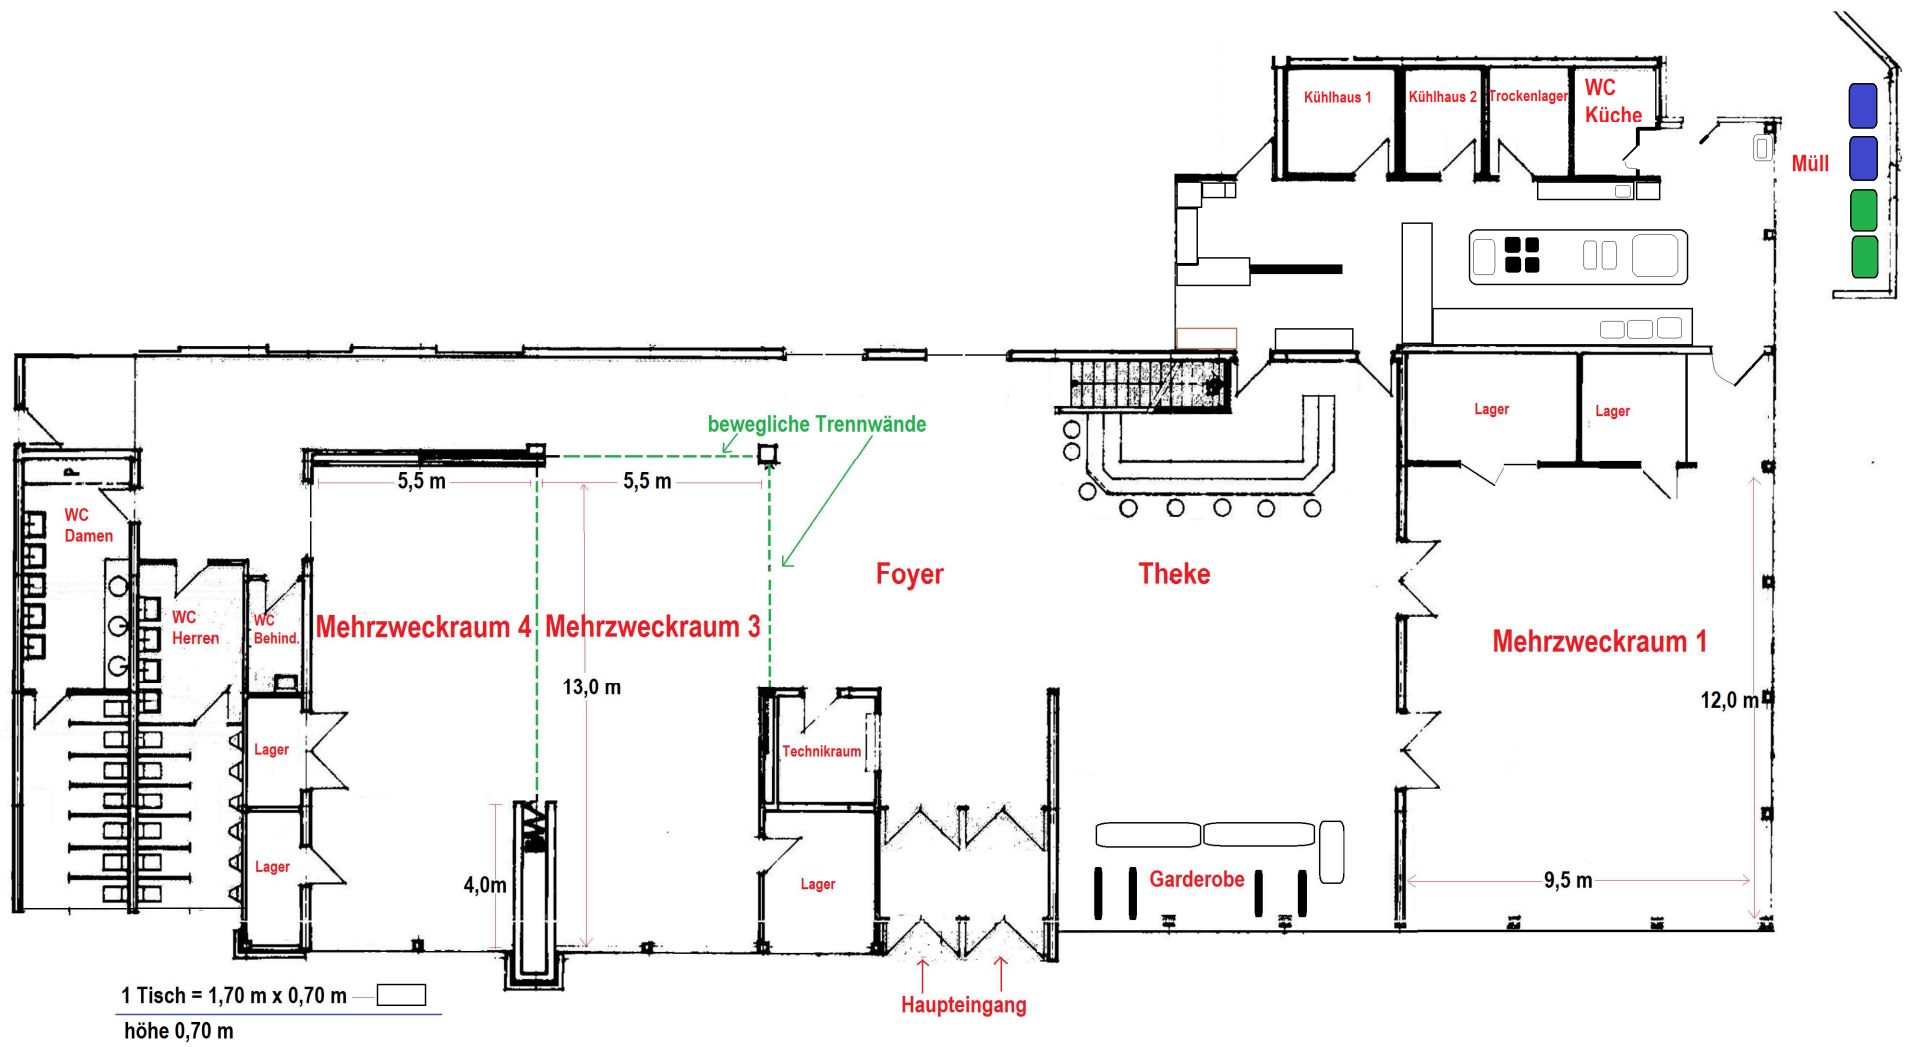 Kühlhaus 1
Kühlhaus 2
Trockenlager
WC
Küche
Müll
bewegliche Trennwände
5,5 m
5,5 m
Lager
Lager
P
WC
Damen
WC
Herren
WC
Behind.
Mehrzweckraum 4
Mehrzweckraum 3
Foyer
Theke
Mehrzweckraum 1
13,0 m
12,0 m
Lager
Technikraum
Lager
4,0m
Lager
Garderobe
9,5 m
Haupteingang
1 Tisch = 1,70 m x 0,70 m
höhe 0,70 m